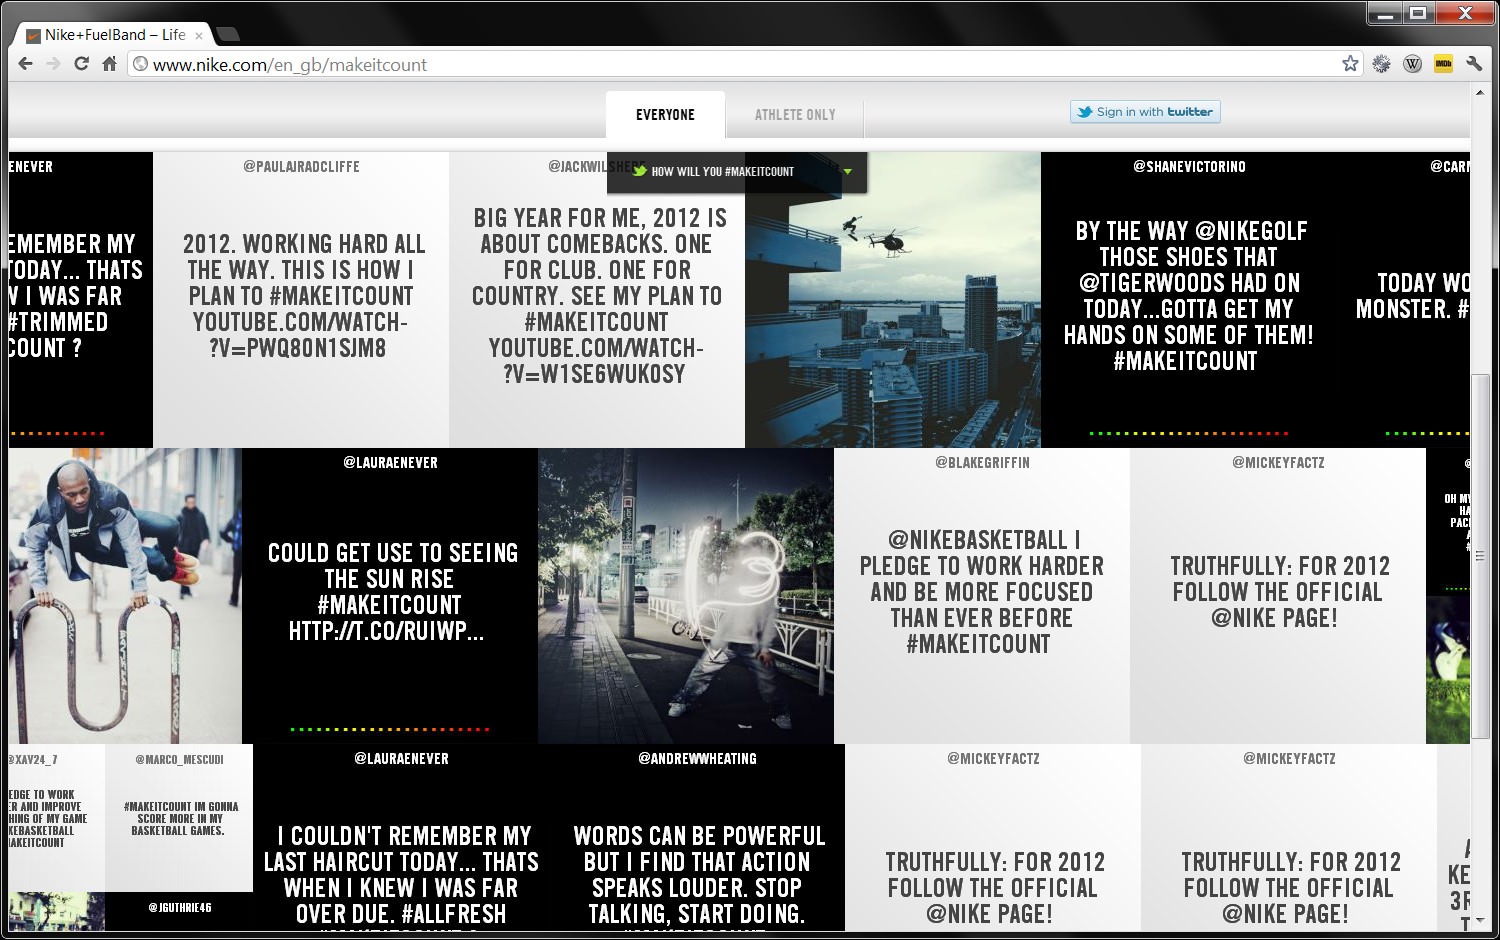 Nike+FuelBand – Life
www.nike.com/en_gb/makeitcount
IMDb
W
EVERYONE
ATHLETE ONLY
Sign in with twitter
HOW WILL YOU #MAKEITCOUNT
ENEVER
EMEMBER MY
TODAY... THATS
W I WAS FAR
#TRIMMED
COUNT ?
@PAULAJRADCLIFFE
2012. WORKING HARD ALL
THE WAY. THIS IS HOW I
PLAN TO #MAKEITCOUNT
YOUTUBE.COM/WATCH-
?V=PWQ80N1SJM8
@JACKWILSHERE
BIG YEAR FOR ME, 2012 IS
ABOUT COMEBACKS. ONE
FOR CLUB. ONE FOR
COUNTRY. SEE MY PLAN TO
#MAKEITCOUNT
YOUTUBE.COM/WATCH-
?V=W1SE6WUK0SY
@SHANEVICTORINO
BY THE WAY @NIKEGOLF
THOSE SHOES THAT
@TIGERWOODS HAD ON
TODAY...GOTTA GET MY
HANDS ON SOME OF THEM!
#MAKEITCOUNT
@CARM
TODAY WO
MONSTER. #
@LAURAENEVER
COULD GET USE TO SEEING
THE SUN RISE
#MAKEITCOUNT
HTTP://T.CO/RUIWP...
@BLAKEGRIFFIN
@NIKEBASKETBALL I
PLEDGE TO WORK HARDER
AND BE MORE FOCUSED
THAN EVER BEFORE
#MAKEITCOUNT
@MICKEYFACTZ
TRUTHFULLY: FOR 2012
FOLLOW THE OFFICIAL
@NIKE PAGE!
OH MY
HA
PAC
A
#
@XAV24_7
EDGE TO WORK
ER AND IMPROVE
HING OF MY GAME
KEBASKETBALL
MAKEITCOUNT
@MARCO_MESCUDI
#MAKEITCOUNT IM GONNA
SCORE MORE IN MY
BASKETBALL GAMES.
@JGUTHRIE46
@LAURAENEVER
I COULDN'T REMEMBER MY
LAST HAIRCUT TODAY... THATS
WHEN I KNEW I WAS FAR
OVER DUE. #ALLFRESH
@ANDREWWHEATING
WORDS CAN BE POWERFUL
BUT I FIND THAT ACTION
SPEAKS LOUDER. STOP
TALKING, START DOING.
#MAKEITCOUNT
@MICKEYFACTZ
TRUTHFULLY: FOR 2012
FOLLOW THE OFFICIAL
@NIKE PAGE!
@MICKEYFACTZ
TRUTHFULLY: FOR 2012
FOLLOW THE OFFICIAL
@NIKE PAGE!
A
KE
3R
T